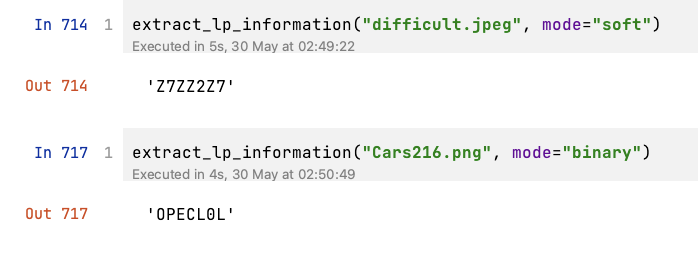 In 714 1 extract_lp_information("difficult.jpeg", mode="soft")
Executed in 5s, 30 May at 02:49:22
Out 714 'Z7ZZ2Z7'
In 717 1 extract_lp_information("Cars216.png", mode="binary")
Executed in 4s, 30 May at 02:50:49
Out 717 'OPECL0L'